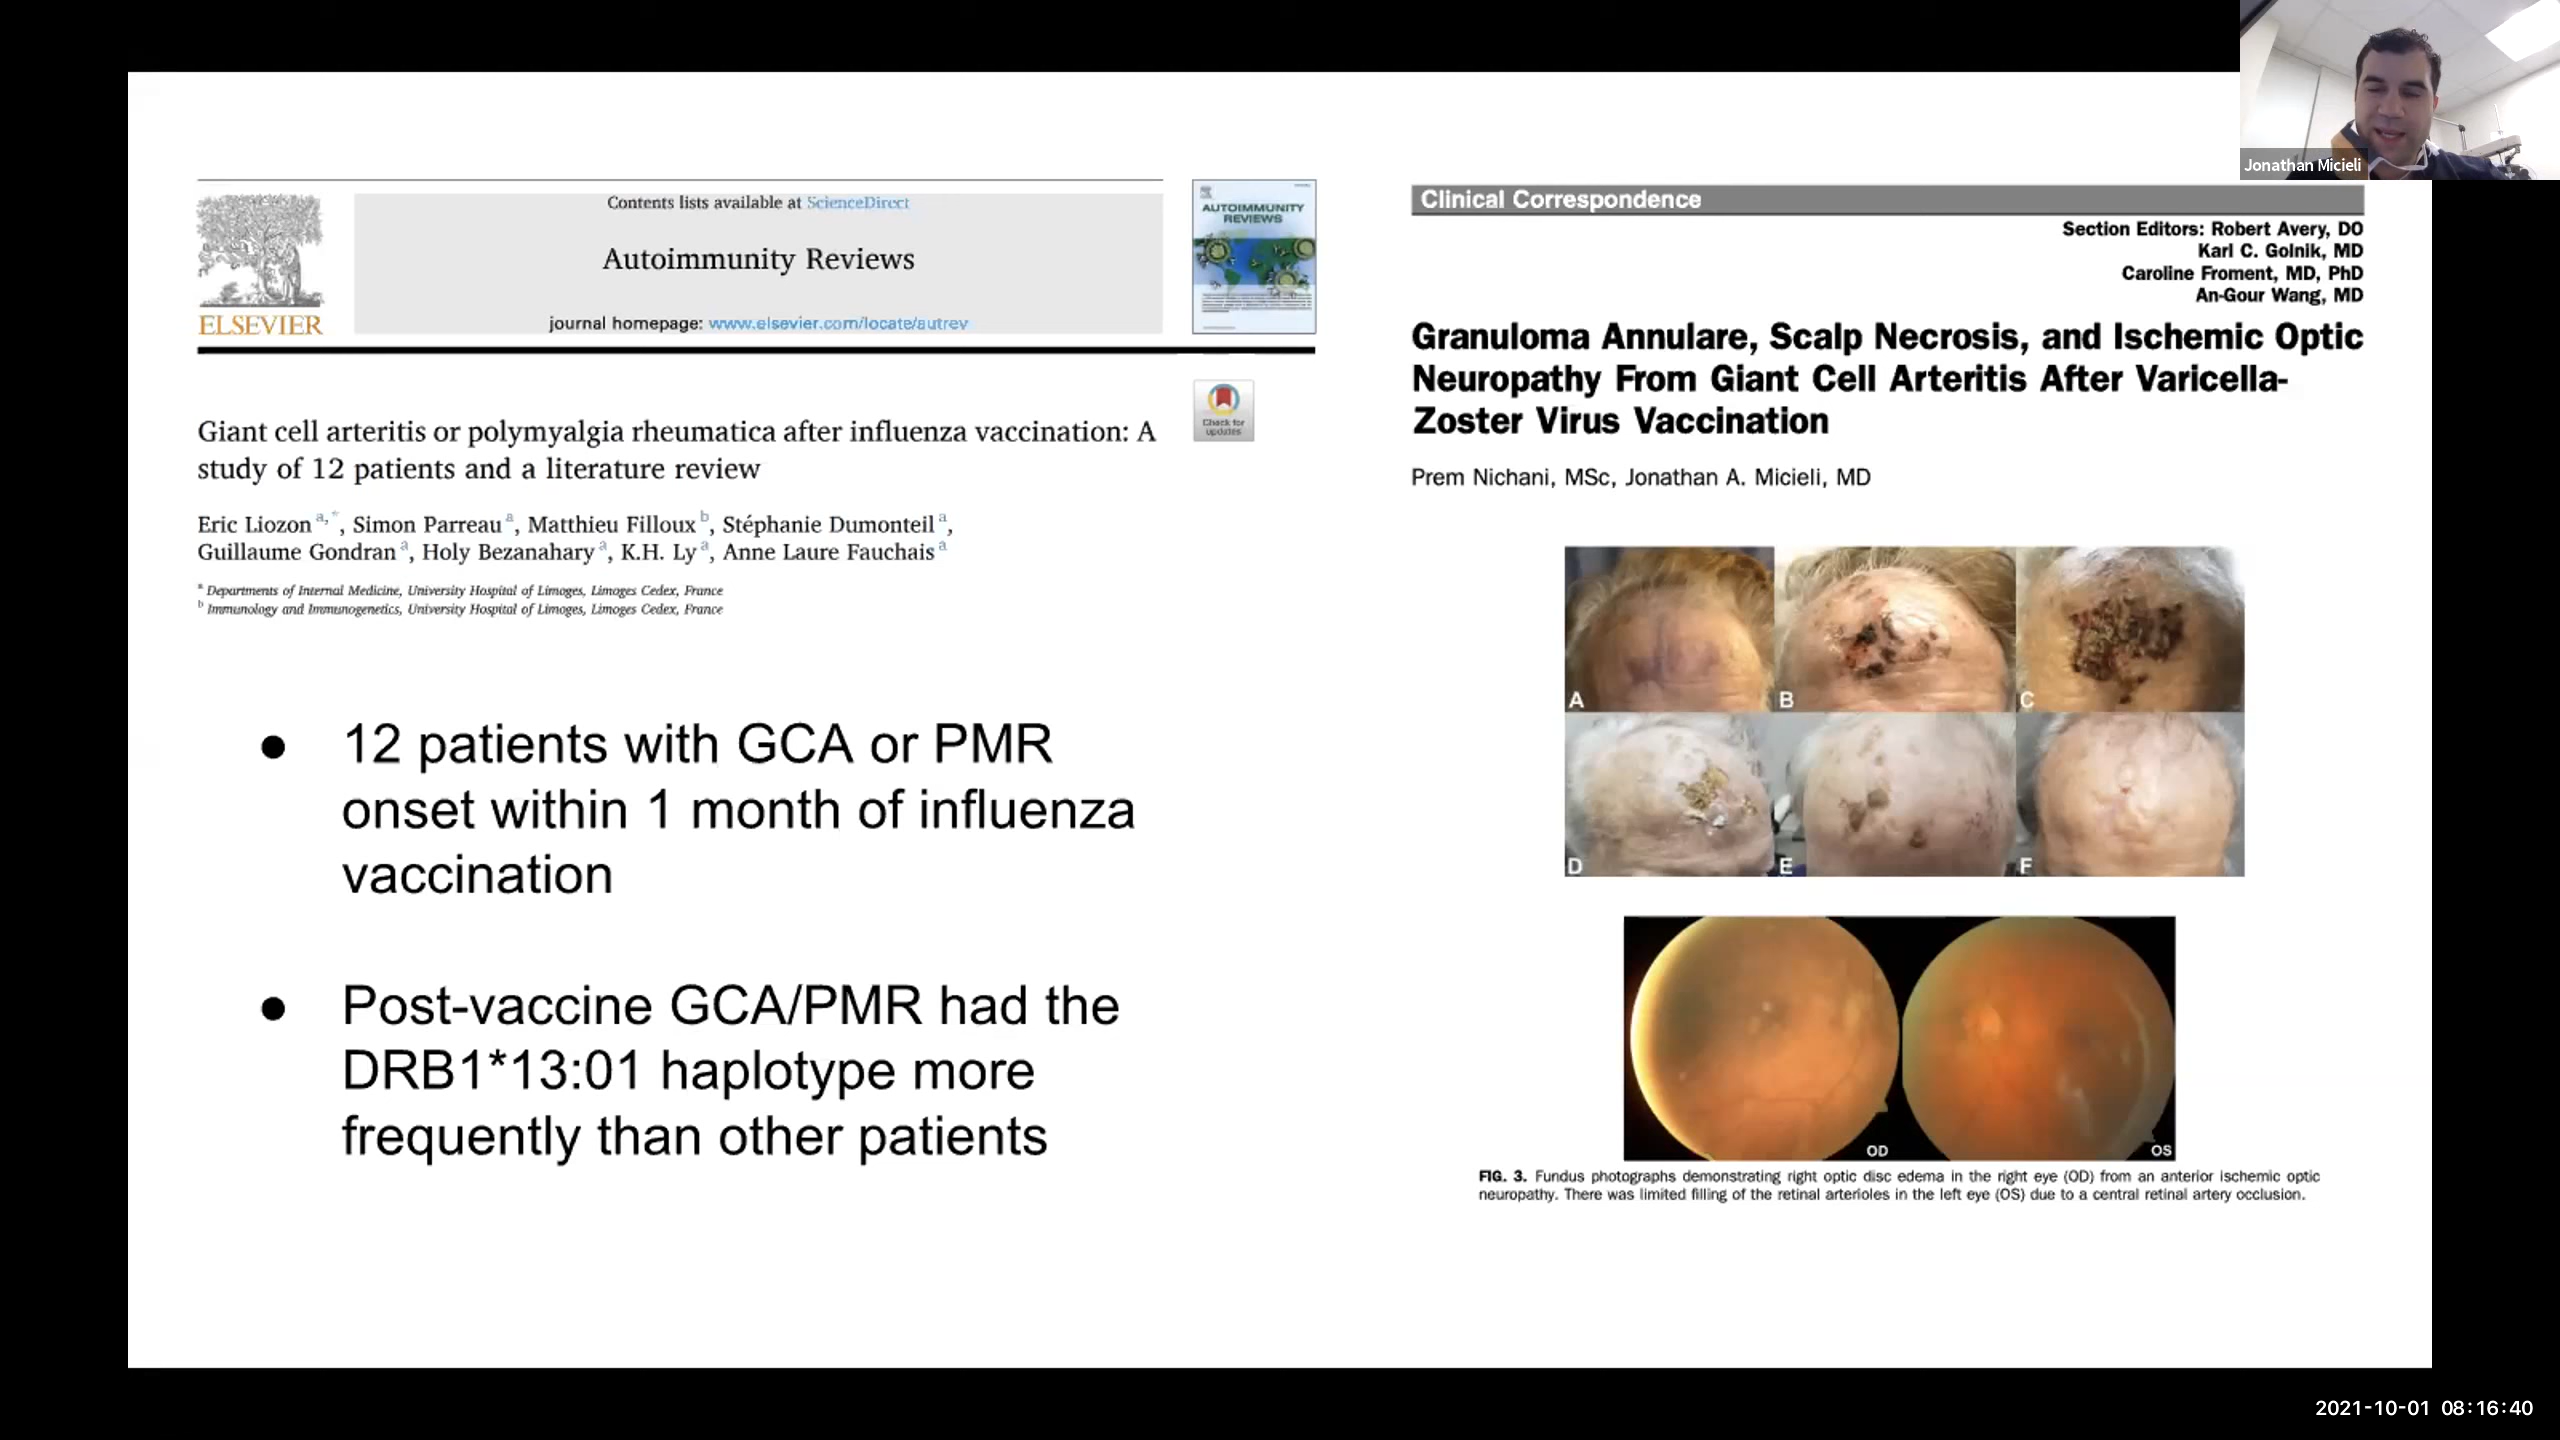 Jonathan Micieli
Contents lists available at ScienceDirect
Autoimmunity Reviews
journal homepage: www.elsevier.com/locate/autrev
ELSEVIER
AUTOIMMUNITY
REVIEWS
Check for
updates
Giant cell arteritis or polymyalgia rheumatica after influenza vaccination: A
study of 12 patients and a literature review
Eric Liozon a,*, Simon Parreau a, Matthieu Filloux b, Stéphanie Dumonteil a,
Guillaume Gondran a, Holy Bezanahary a, K.H. Ly a, Anne Laure Fauchais a
a Departments of Internal Medicine, University Hospital of Limoges, Limoges Cedex, France
b Immunology and Immunogenetics, University Hospital of Limoges, Limoges Cedex, France
● 12 patients with GCA or PMR
onset within 1 month of influenza
vaccination
● Post-vaccine GCA/PMR had the
DRB1*13:01 haplotype more
frequently than other patients
Clinical Correspondence
Section Editors: Robert Avery, DO
Karl C. Golnik, MD
Caroline Froment, MD, PhD
An-Gour Wang, MD
Granuloma Annulare, Scalp Necrosis, and Ischemic Optic
Neuropathy From Giant Cell Arteritis After Varicella-
Zoster Virus Vaccination
Prem Nichani, MSc, Jonathan A. Micieli, MD
A B C
D E F
OD OS
FIG. 3. Fundus photographs demonstrating right optic disc edema in the right eye (OD) from an anterior ischemic optic
neuropathy. There was limited filling of the retinal arterioles in the left eye (OS) due to a central retinal artery occlusion.
2021-10-01 08:16:40